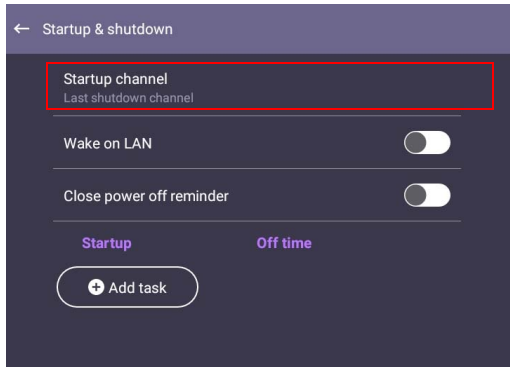 Startup & shutdown
Startup channel
Last shutdown channel
Wake on LAN
Close power off reminder
Startup Off time
Add task